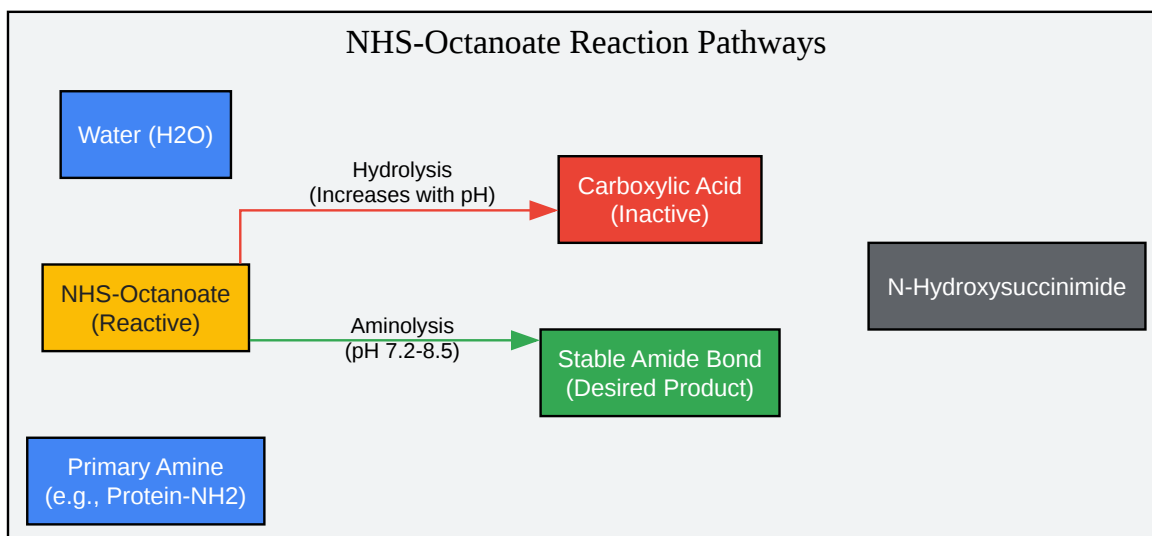 NHS-Octanoate Reaction Pathways
Water (H2O)
Hydrolysis
(Increases with pH)
Carboxylic Acid
(Inactive)
NHS-Octanoate
(Reactive)
N-Hydroxysuccinimide
Aminolysis
(pH 7.2-8.5)
Stable Amide Bond
(Desired Product)
Primary Amine
(e.g., Protein-NH2)